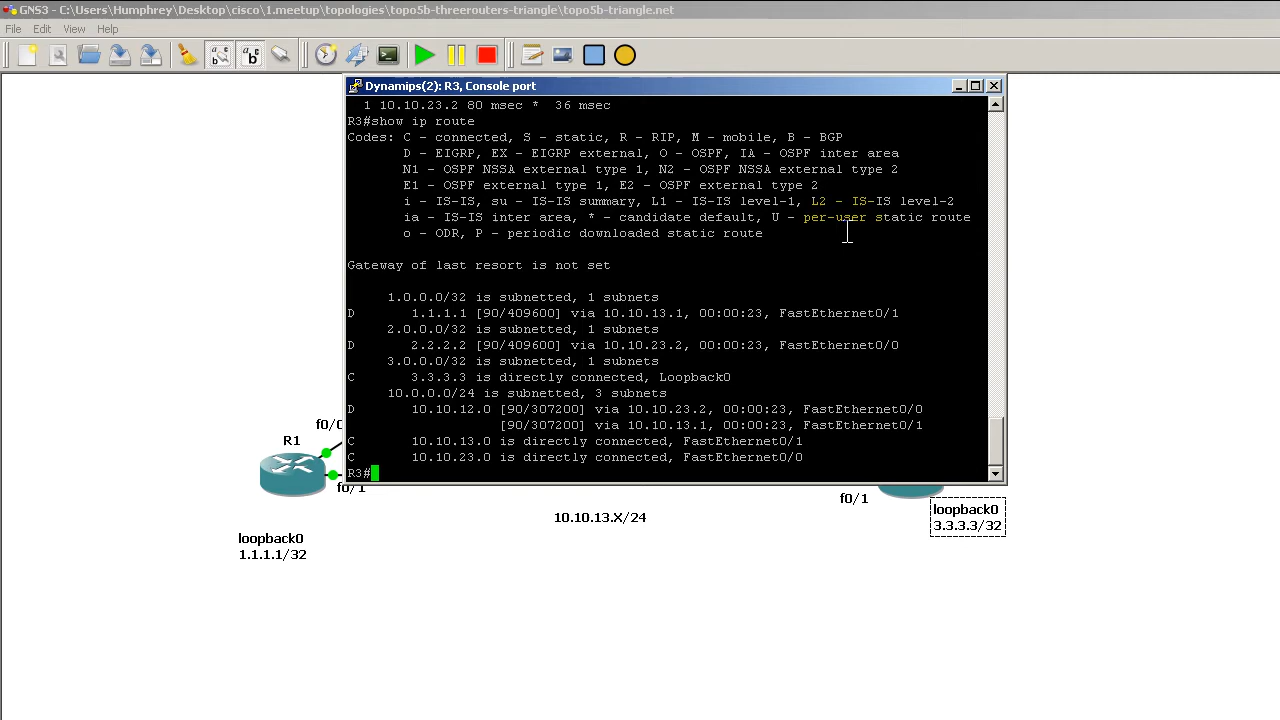 GNS3 - C:\Users\Humphrey\Desktop\cisco\1.meetup\topologies\topo5b-threerouters-triangle\topo5b-triangle.net
File Edit View Help
Dynamips(2): R3, Console port
1 10.10.23.2 80 msec * 36 msec
R3#show ip route
Codes: C - connected, S - static, R - RIP, M - mobile, B - BGP
D - EIGRP, EX - EIGRP external, O - OSPF, IA - OSPF inter area
N1 - OSPF NSSA external type 1, N2 - OSPF NSSA external type 2
E1 - OSPF external type 1, E2 - OSPF external type 2
i - IS-IS, su - IS-IS summary, L1 - IS-IS level-1, L2 - IS-IS level-2
ia - IS-IS inter area, * - candidate default, U - per-user static route
o - ODR, P - periodic downloaded static route
Gateway of last resort is not set
1.0.0.0/32 is subnetted, 1 subnets
D 1.1.1.1 [90/409600] via 10.10.13.1, 00:00:23, FastEthernet0/1
2.0.0.0/32 is subnetted, 1 subnets
D 2.2.2.2 [90/409600] via 10.10.23.2, 00:00:23, FastEthernet0/0
3.0.0.0/32 is subnetted, 1 subnets
C 3.3.3.3 is directly connected, Loopback0
10.0.0.0/24 is subnetted, 3 subnets
D 10.10.12.0 [90/307200] via 10.10.23.2, 00:00:23, FastEthernet0/0
[90/307200] via 10.10.13.1, 00:00:23, FastEthernet0/1
C 10.10.13.0 is directly connected, FastEthernet0/1
C 10.10.23.0 is directly connected, FastEthernet0/0
R3#
f0/0
R1
f0/1
f0/1
10.10.13.X/24
loopback0
3.3.3.3/32
loopback0
1.1.1.1/32